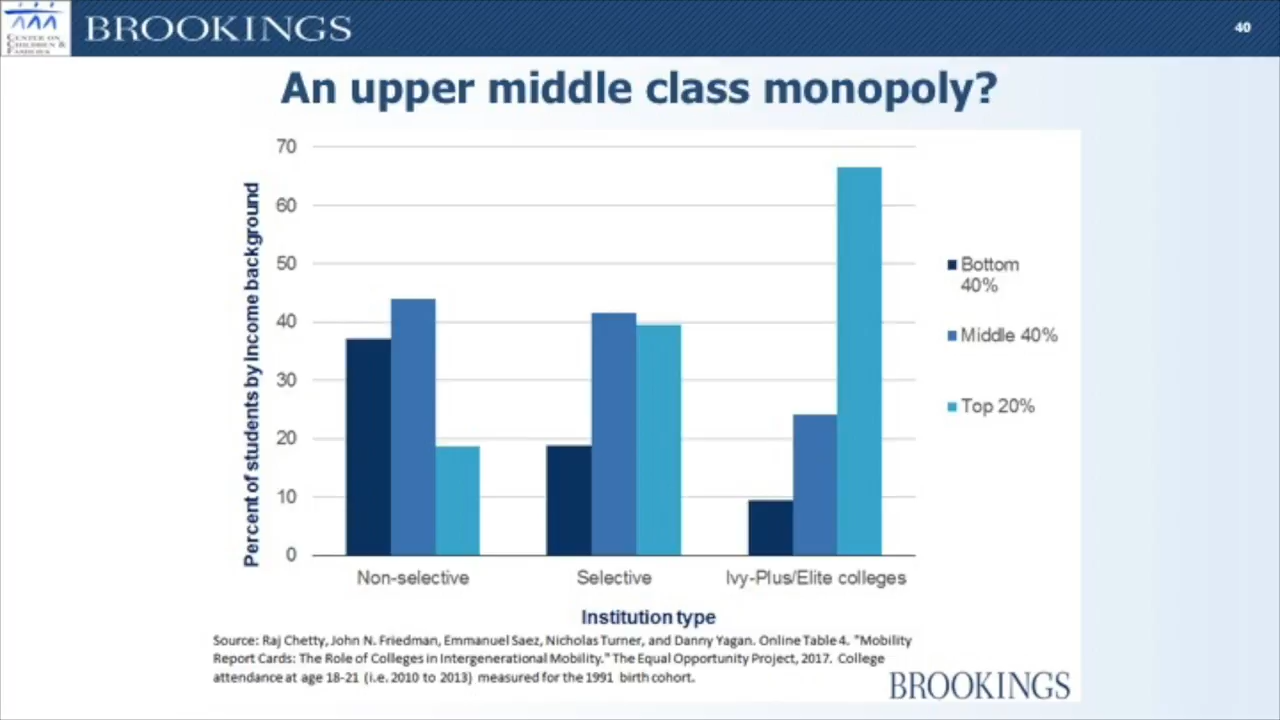 CENTER ON
CHILDREN &
FAMILIES
BROOKINGS
40
An upper middle class monopoly?
Percent of students by income background
70
60
50
40
30
20
10
0
Non-selective
Selective
Ivy-Plus/Elite colleges
Institution type
Bottom
40%
Middle 40%
Top 20%
Source: Raj Chetty, John N. Friedman, Emmanuel Saez, Nicholas Turner, and Danny Yagan. Online Table 4. "Mobility
Report Cards: The Role of Colleges in Intergenerational Mobility." The Equal Opportunity Project, 2017. College
attendance at age 18-21 (i.e. 2010 to 2013) measured for the 1991 birth cohort.
BROOKINGS